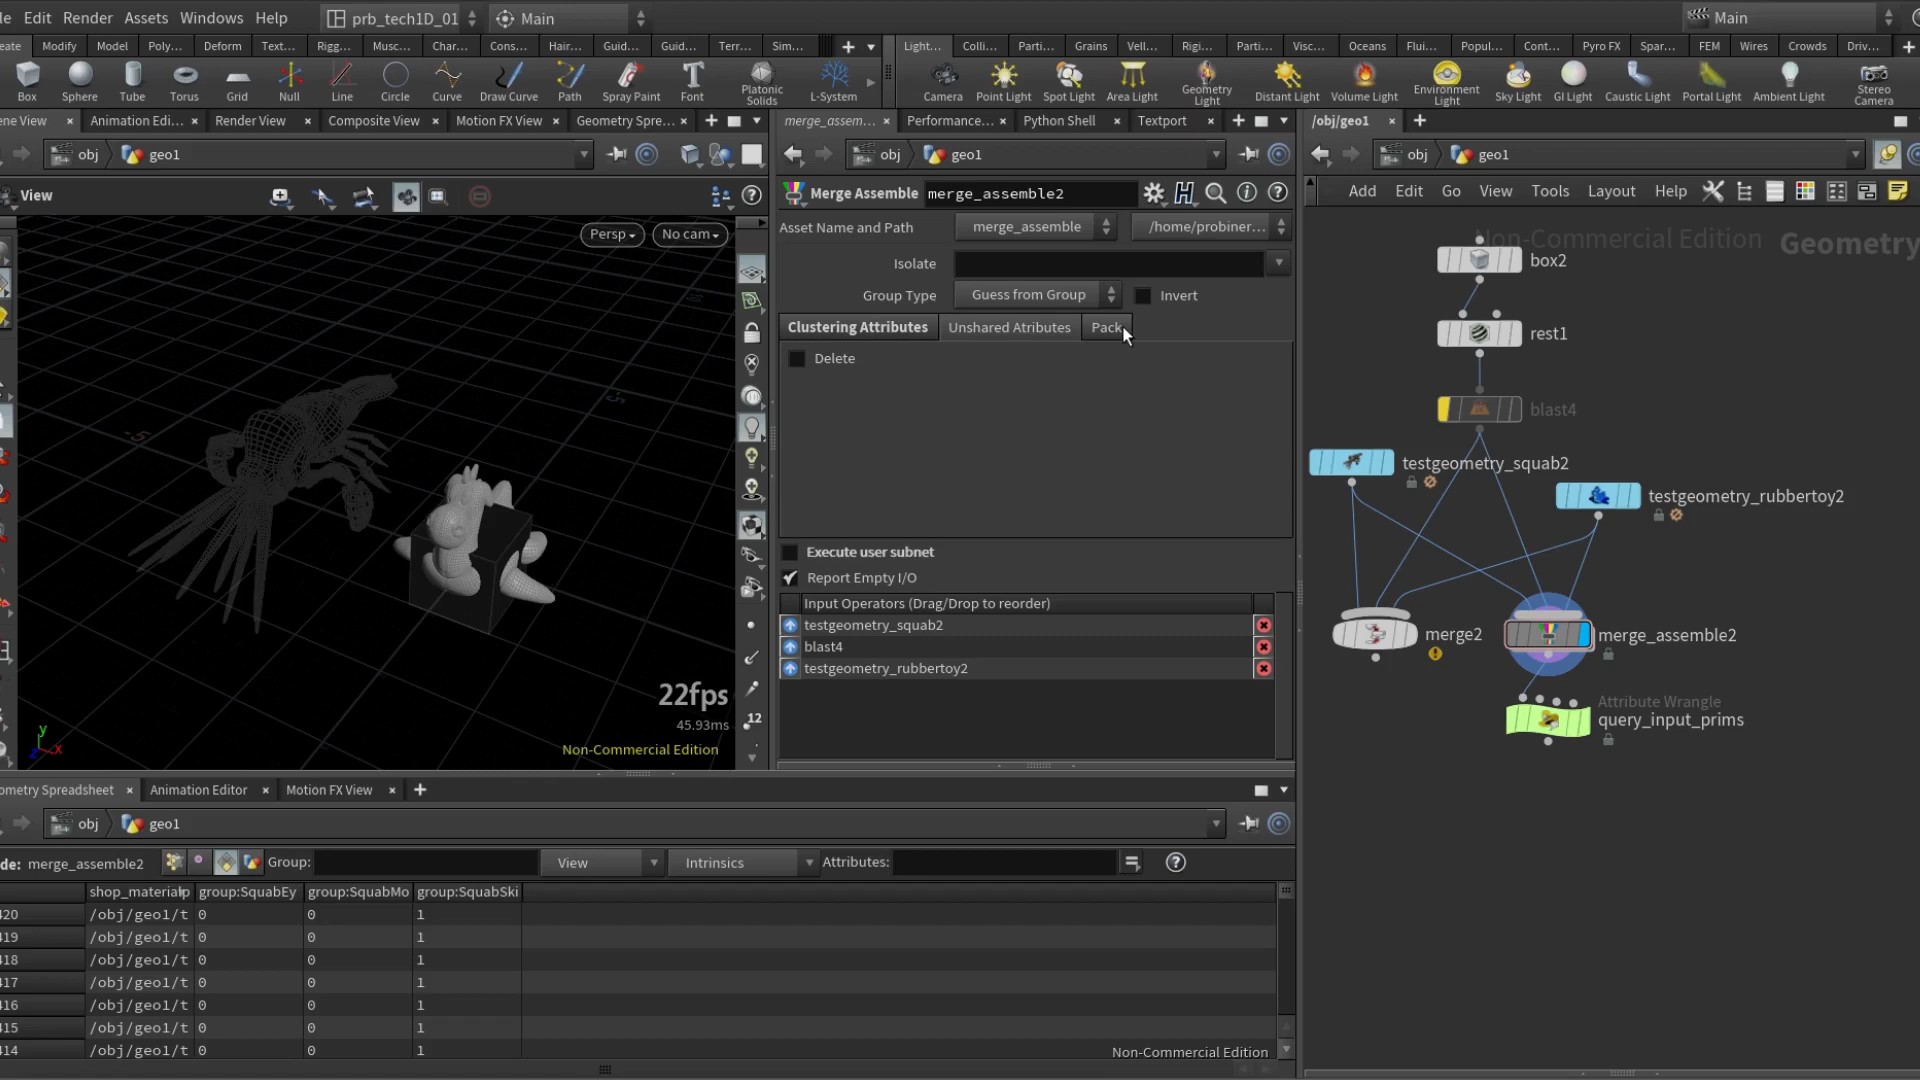 le Edit Render Assets Windows Help prb_tech1D_01 Main Main
eate Modify Model Poly... Deform Text... Rigg... Musc... Char... Cons... Hair... Guid... Guid... Terr... Sim... Light... Colli... Parti... Grains Vell... Rigi... Parti... Visc... Oceans Flui... Popul... Cont... Pyro FX Spar... FEM Wires Crowds Driv...
Box Sphere Tube Torus Grid Null Line Circle Curve Draw Curve Path Spray Paint Font Platonic Solids L-System Camera Point Light Spot Light Area Light Geometry Light Distant Light Volume Light Environment Light Sky Light GI Light Caustic Light Portal Light Ambient Light Stereo Camera
ene View Animation Edi... Render View Composite View Motion FX View Geometry Spre... merge_assem... Performance... Python Shell Textport /obj/geo1
obj geo1 obj geo1 obj geo1
View Merge Assemble merge_assemble2 Add Edit Go View Tools Layout Help
Persp No cam
Asset Name and Path merge_assemble /home/probiner...
Isolate
Group Type Guess from Group Invert
Clustering Attributes Unshared Atributes Pack
Delete
Execute user subnet
Report Empty I/O
Input Operators (Drag/Drop to reorder)
testgeometry_squab2
blast4
testgeometry_rubbertoy2
-5
5
22fps
45.93ms
Non-Commercial Edition
y
z x
12
Non-Commercial Edition Geometry
box2
rest1
blast4
testgeometry_squab2
testgeometry_rubbertoy2
merge2
merge_assemble2
Attribute Wrangle
query_input_prims
ometry Spreadsheet Animation Editor Motion FX View
obj geo1
de: merge_assemble2 Group: View Intrinsics Attributes:
shop_materialp group:SquabEy group:SquabMo group:SquabSki
420 /obj/geo1/t 0 0 1
419 /obj/geo1/t 0 0 1
418 /obj/geo1/t 0 0 1
417 /obj/geo1/t 0 0 1
416 /obj/geo1/t 0 0 1
415 /obj/geo1/t 0 0 1
414 /obj/geo1/t 0 0 1
Non-Commercial Edition